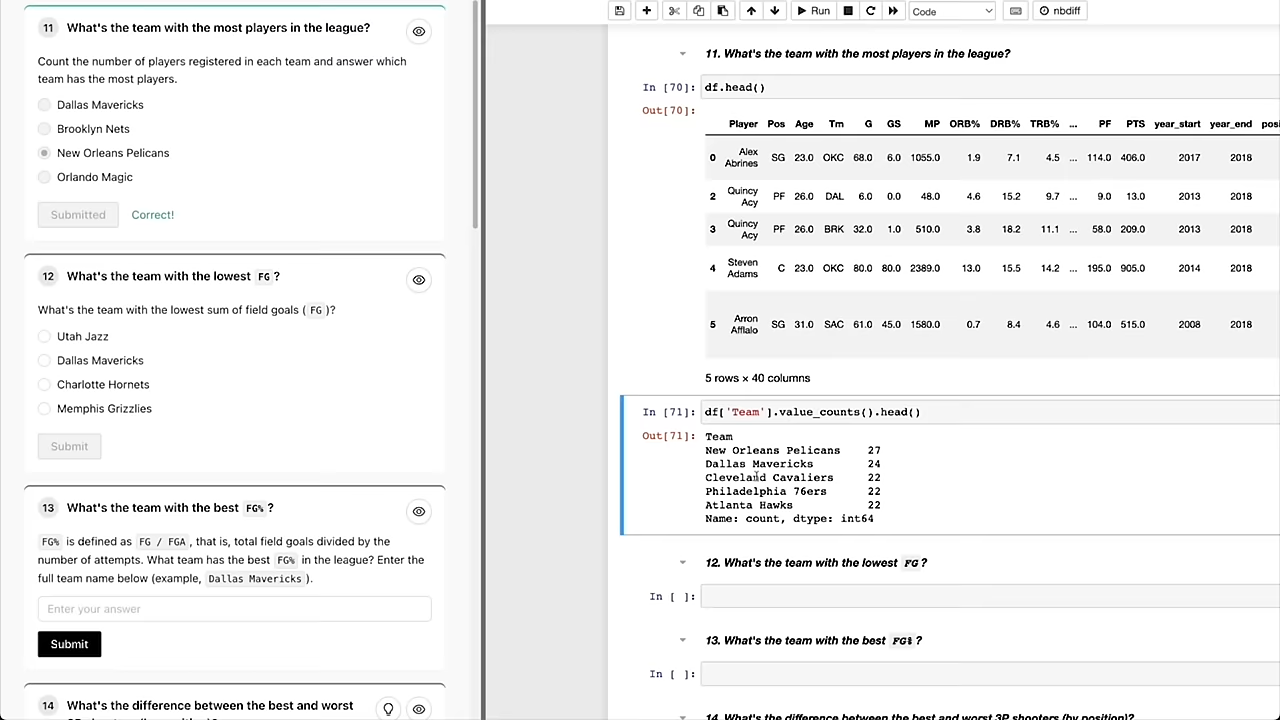 11 What's the team with the most players in the league?
Count the number of players registered in each team and answer which
team has the most players.
Dallas Mavericks
Brooklyn Nets
New Orleans Pelicans
Orlando Magic
Submitted Correct!
12 What's the team with the lowest FG ?
What's the team with the lowest sum of field goals ( FG )?
Utah Jazz
Dallas Mavericks
Charlotte Hornets
Memphis Grizzlies
Submit
13 What's the team with the best FG% ?
FG% is defined as FG / FGA , that is, total field goals divided by the
number of attempts. What team has the best FG% in the league? Enter the
full team name below (example, Dallas Mavericks ).
Enter your answer
Submit
14 What's the difference between the best and worst
Run Code nbdiff
11. What's the team with the most players in the league?
In [70]: df.head()
Out[70]:
Player Pos Age Tm G GS MP ORB% DRB% TRB% ... PF PTS year_start year_end posi
0 Alex Abrines SG 23.0 OKC 68.0 6.0 1055.0 1.9 7.1 4.5 ... 114.0 406.0 2017 2018
2 Quincy Acy PF 26.0 DAL 6.0 0.0 48.0 4.6 15.2 9.7 ... 9.0 13.0 2013 2018
3 Quincy Acy PF 26.0 BRK 32.0 1.0 510.0 3.8 18.2 11.1 ... 58.0 209.0 2013 2018
4 Steven Adams C 23.0 OKC 80.0 80.0 2389.0 13.0 15.5 14.2 ... 195.0 905.0 2014 2018
5 Arron Afflalo SG 31.0 SAC 61.0 45.0 1580.0 0.7 8.4 4.6 ... 104.0 515.0 2008 2018
5 rows × 40 columns
In [71]: df['Team'].value_counts().head()
Out[71]: Team
New Orleans Pelicans 27
Dallas Mavericks 24
Cleveland Cavaliers 22
Philadelphia 76ers 22
Atlanta Hawks 22
Name: count, dtype: int64
12. What's the team with the lowest FG ?
In [ ]:
13. What's the team with the best FG% ?
In [ ]:
14. What's the difference between the best and worst 3P shooters (by position)?